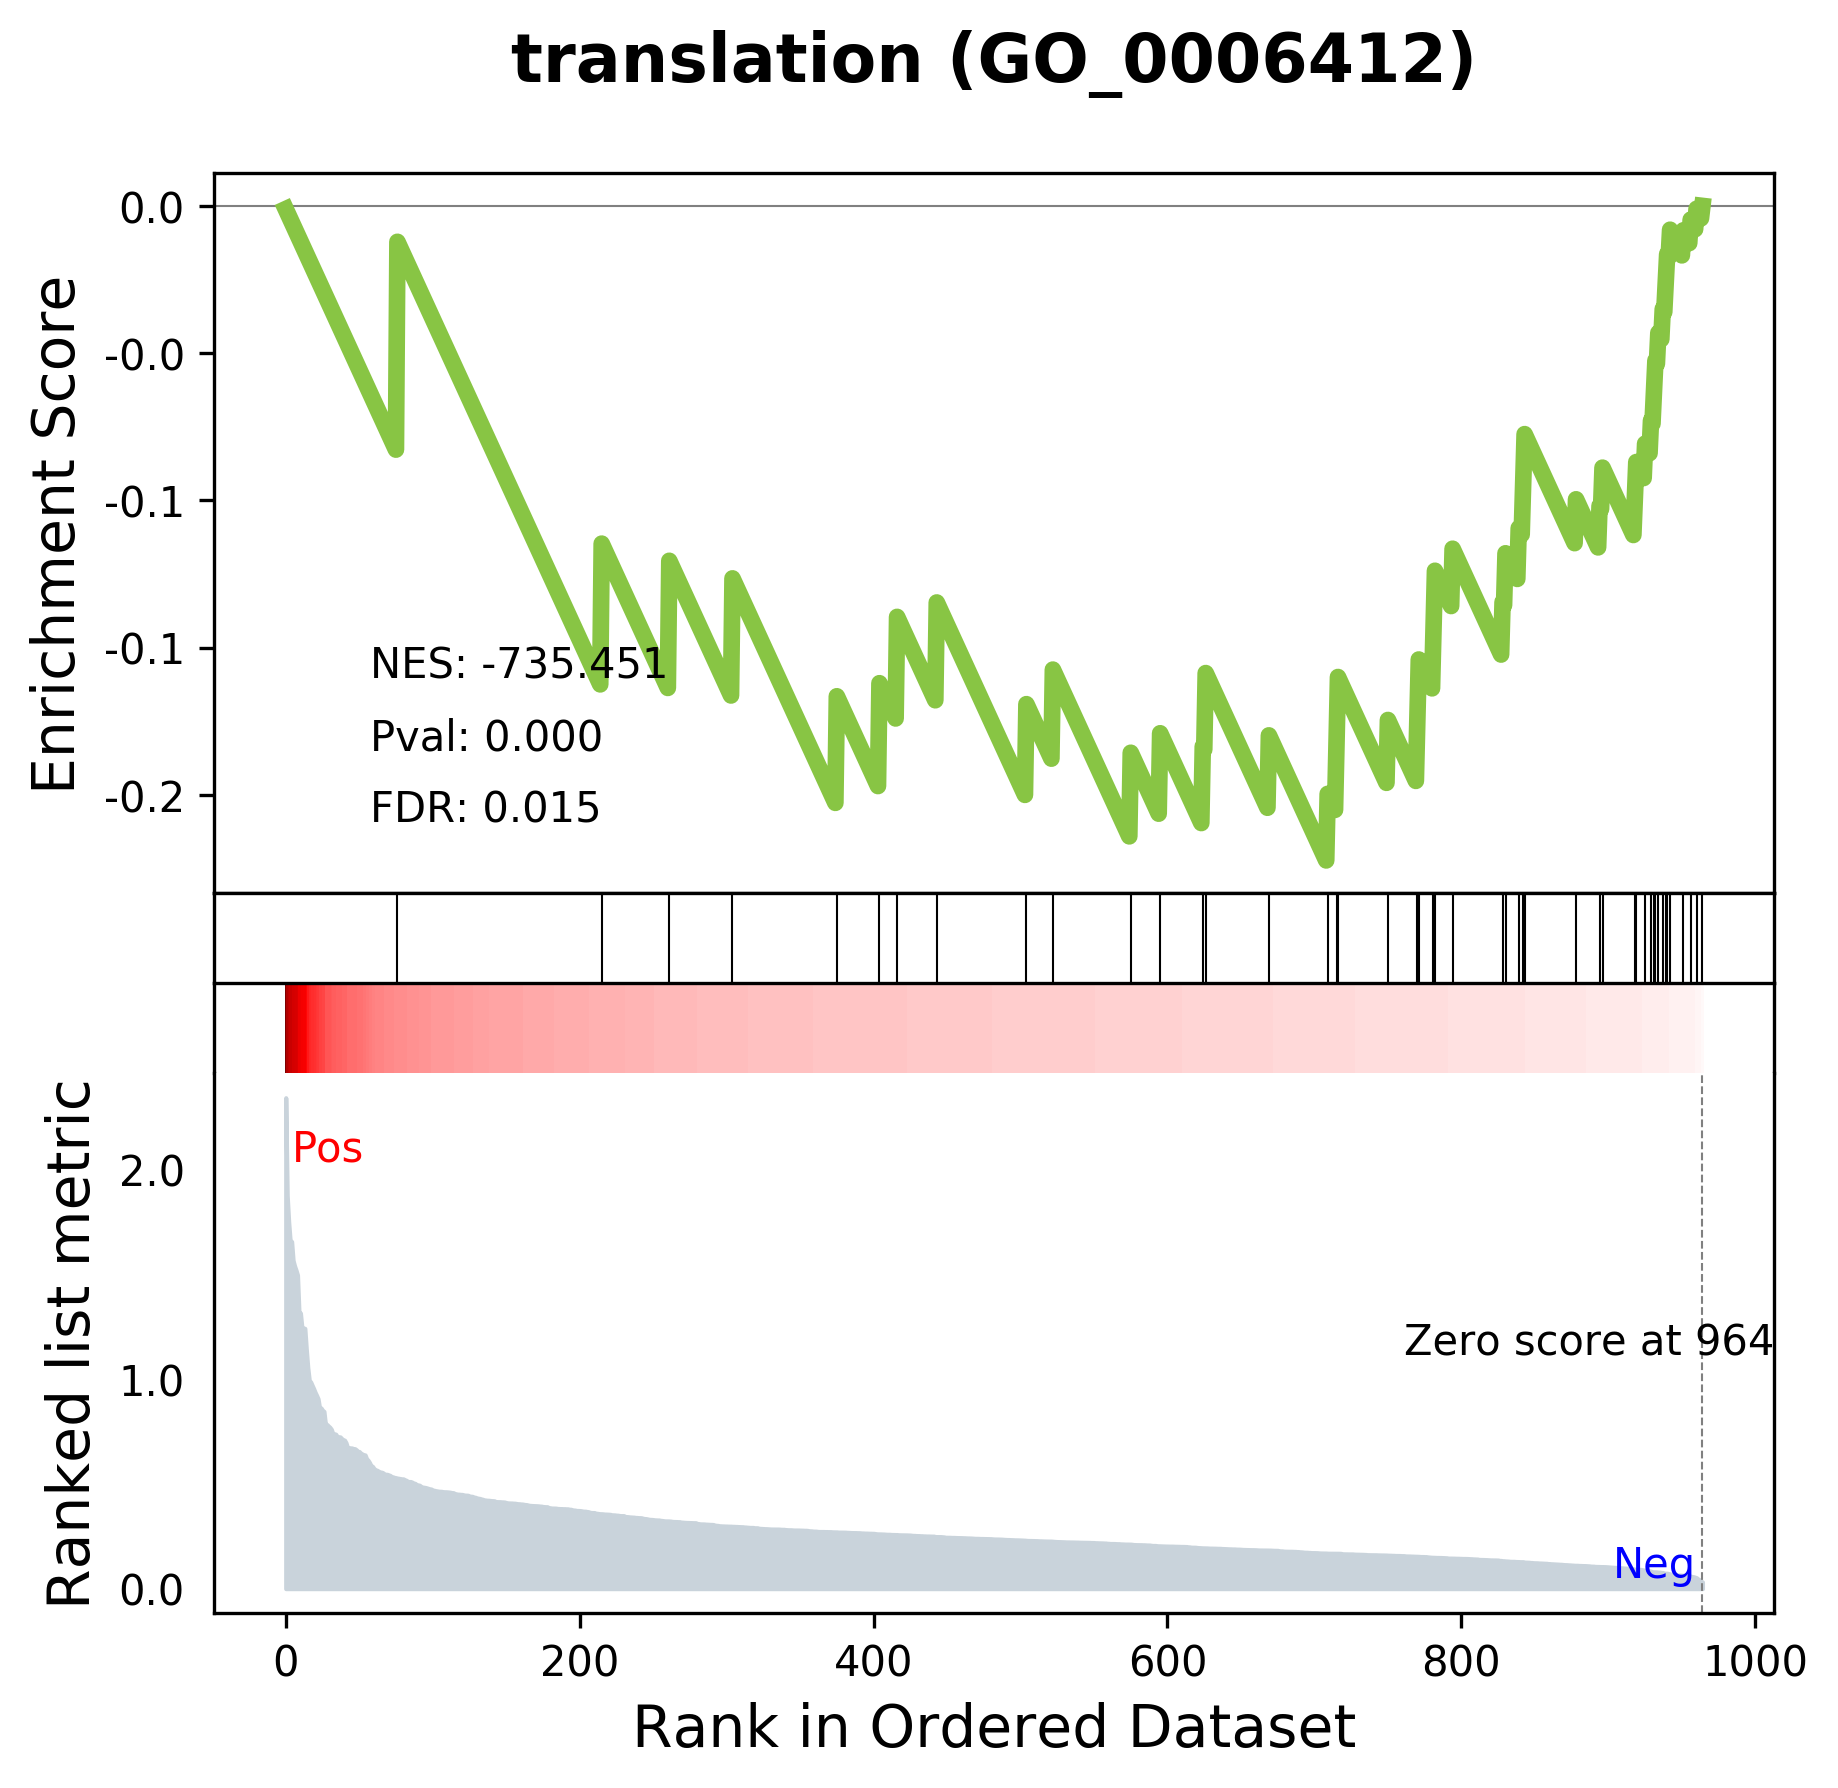 translation (GO_0006412)
Enrichment Score
0.0
-0.0
-0.1
-0.1
-0.2
NES: -735.451
Pval: 0.000
FDR: 0.015
Ranked list metric
2.0
1.0
0.0
Pos
Zero score at 964
Neg
0 200 400 600 800 1000
Rank in Ordered Dataset